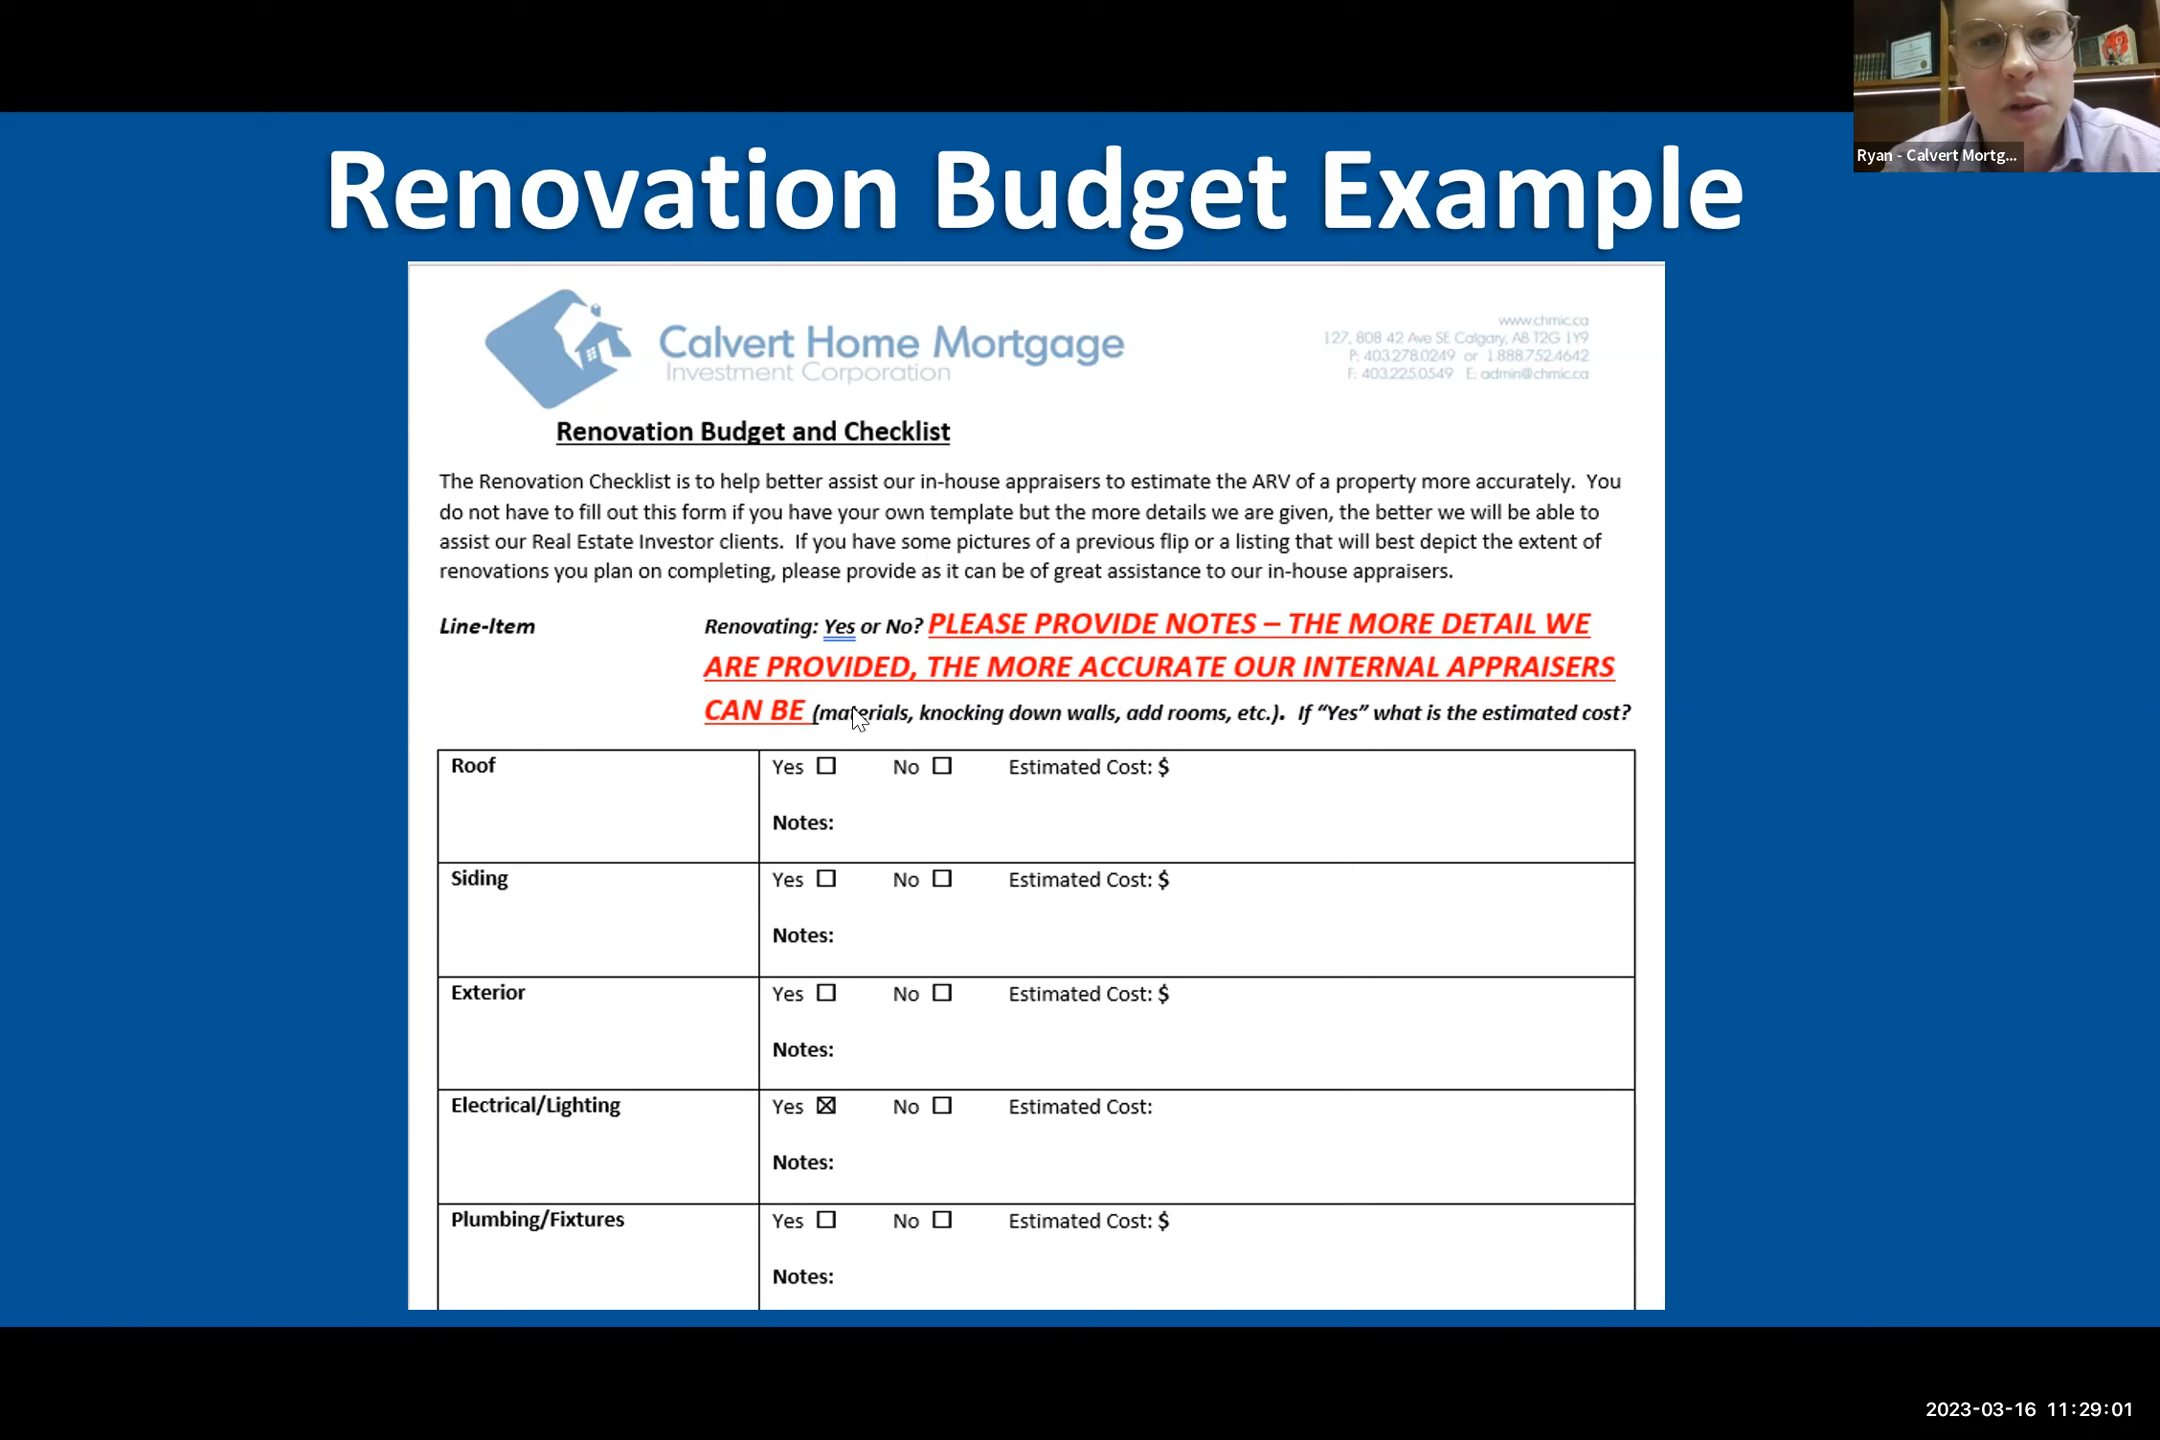 Renovation Budget Example
Ryan - Calvert Mortg...
Calvert Home Mortgage
Investment Corporation
www.chmic.ca
127, 808 42 Ave SE Calgary, AB T2G 1Y9
P: 403.278.0249 or 1.888.752.4642
F: 403.225.0549 E: admin@chmic.ca
Renovation Budget and Checklist
The Renovation Checklist is to help better assist our in-house appraisers to estimate the ARV of a property more accurately. You
do not have to fill out this form if you have your own template but the more details we are given, the better we will be able to
assist our Real Estate Investor clients. If you have some pictures of a previous flip or a listing that will best depict the extent of
renovations you plan on completing, please provide as it can be of great assistance to our in-house appraisers.
Line-Item
Renovating: Yes or No? PLEASE PROVIDE NOTES – THE MORE DETAIL WE
ARE PROVIDED, THE MORE ACCURATE OUR INTERNAL APPRAISERS
CAN BE (materials, knocking down walls, add rooms, etc.). If “Yes” what is the estimated cost?
Roof
Yes ☐ No ☐ Estimated Cost: $
Notes:
Siding
Yes ☐ No ☐ Estimated Cost: $
Notes:
Exterior
Yes ☐ No ☐ Estimated Cost: $
Notes:
Electrical/Lighting
Yes ☒ No ☐ Estimated Cost:
Notes:
Plumbing/Fixtures
Yes ☐ No ☐ Estimated Cost: $
Notes:
2023-03-16 11:29:01